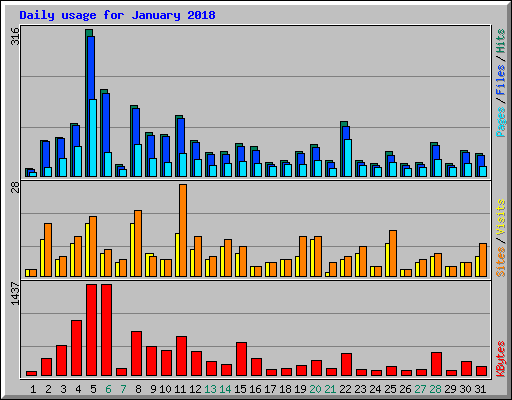 Daily usage for January 2018
316
Pages / Files / Hits
28
Sites / Visits
1437
KBytes
1 2 3 4 5 6 7 8 9 10 11 12 13 14 15 16 17 18 19 20 21 22 23 24 25 26 27 28 29 30 31